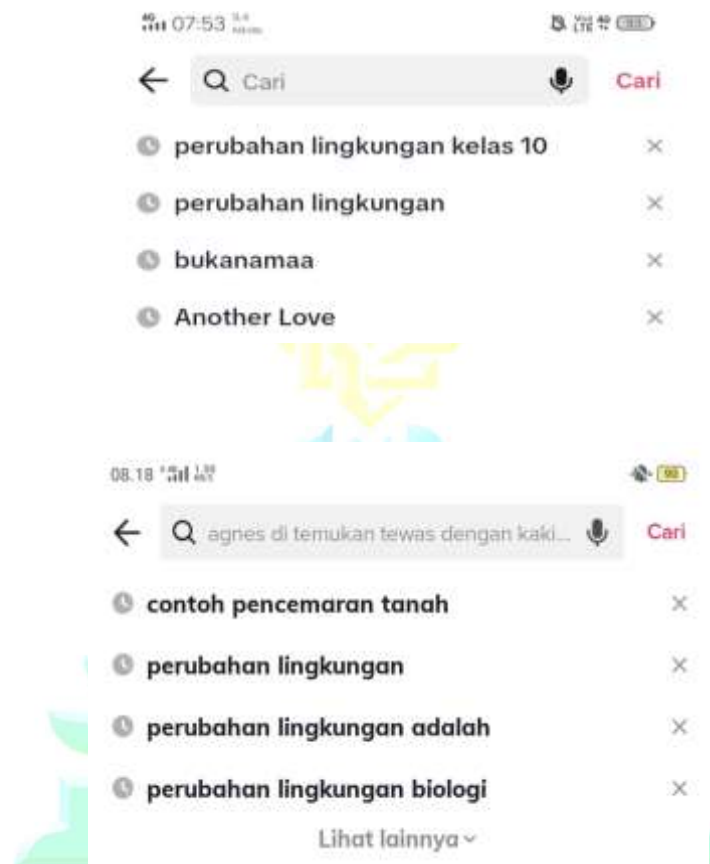 07:53
Cari Cari
perubahan lingkungan kelas 10
perubahan lingkungan
bukanamaa
Another Love
08.18
agnes di temukan tewas dengan kaki... Cari
contoh pencemaran tanah
perubahan lingkungan
perubahan lingkungan adalah
perubahan lingkungan biologi
Lihat lainnya